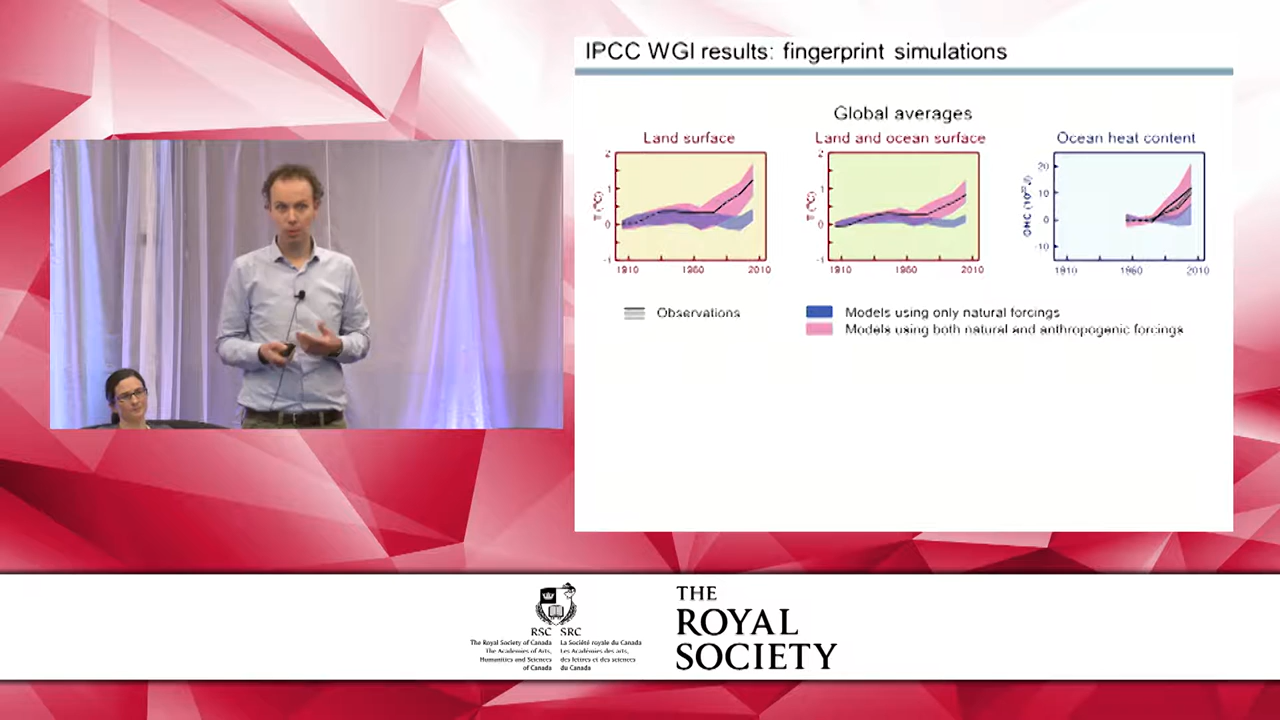 IPCC WGI results: fingerprint simulations
Global averages
Land surface
Land and ocean surface
Ocean heat content
2
1
0
-1
T (°C)
1910
1960
2010
2
1
0
-1
T (°C)
1910
1960
2010
20
10
0
-10
OHC (10²² J)
1910
1960
2010
Observations
Models using only natural forcings
Models using both natural and anthropogenic forcings
RSC SRC
The Royal Society of Canada
The Academies of Arts,
Humanities and Sciences
of Canada
La Société royale du Canada
Les Académies des arts,
des lettres et des sciences
du Canada
THE
ROYAL
SOCIETY